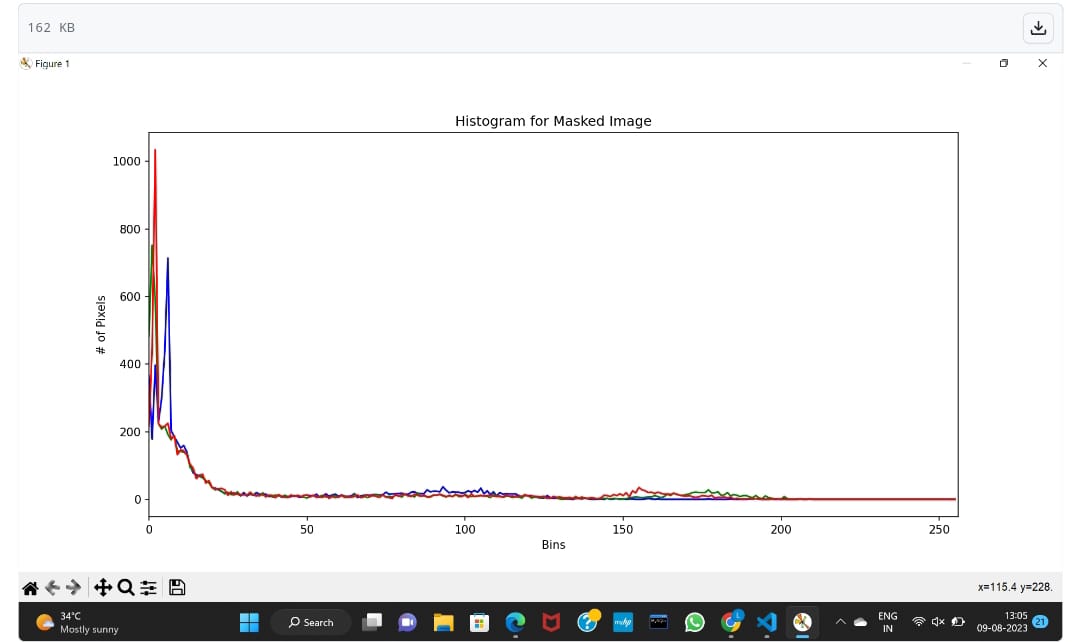 162 KB
Figure 1
Histogram for Masked Image
1000
800
600
400
200
0
# of Pixels
0 50 100 150 200 250
Bins
x=115.4 y=228.
34°C
Mostly sunny
Search
myhp
ENG
IN
13:05
09-08-2023
21